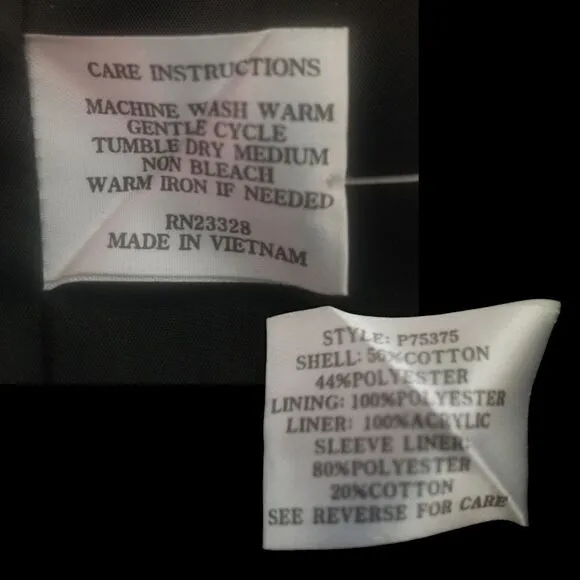 CARE INSTRUCTIONS
MACHINE WASH WARM
GENTLE CYCLE
TUMBLE DRY MEDIUM
NON BLEACH
WARM IRON IF NEEDED
RN23328
MADE IN VIETNAM
STYLE: P75375
SHELL: 56%COTTON
44%POLYESTER
LINING: 100%POLYESTER
LINER: 100%ACRYLIC
SLEEVE LINER:
80%POLYESTER
20%COTTON
SEE REVERSE FOR CARE